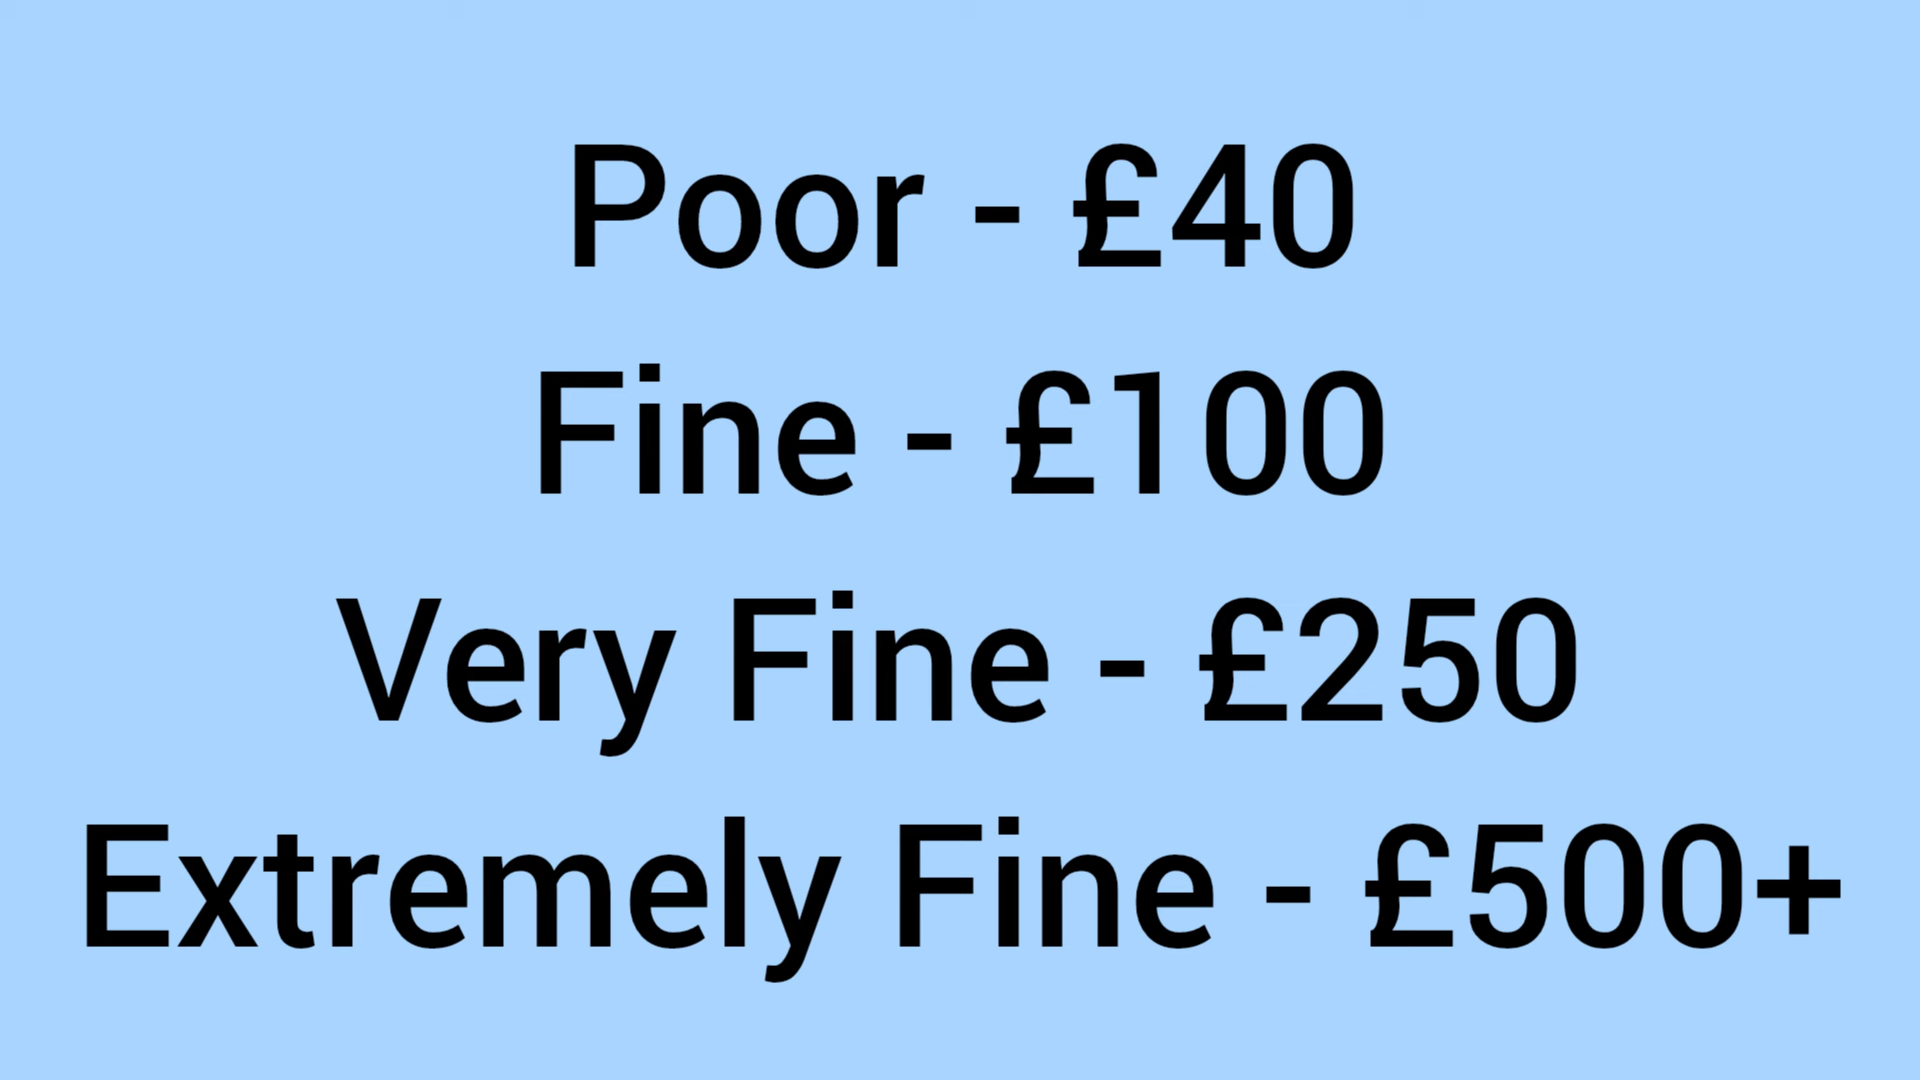 Poor - £40
Fine - £100
Very Fine - £250
Extremely Fine - £500+